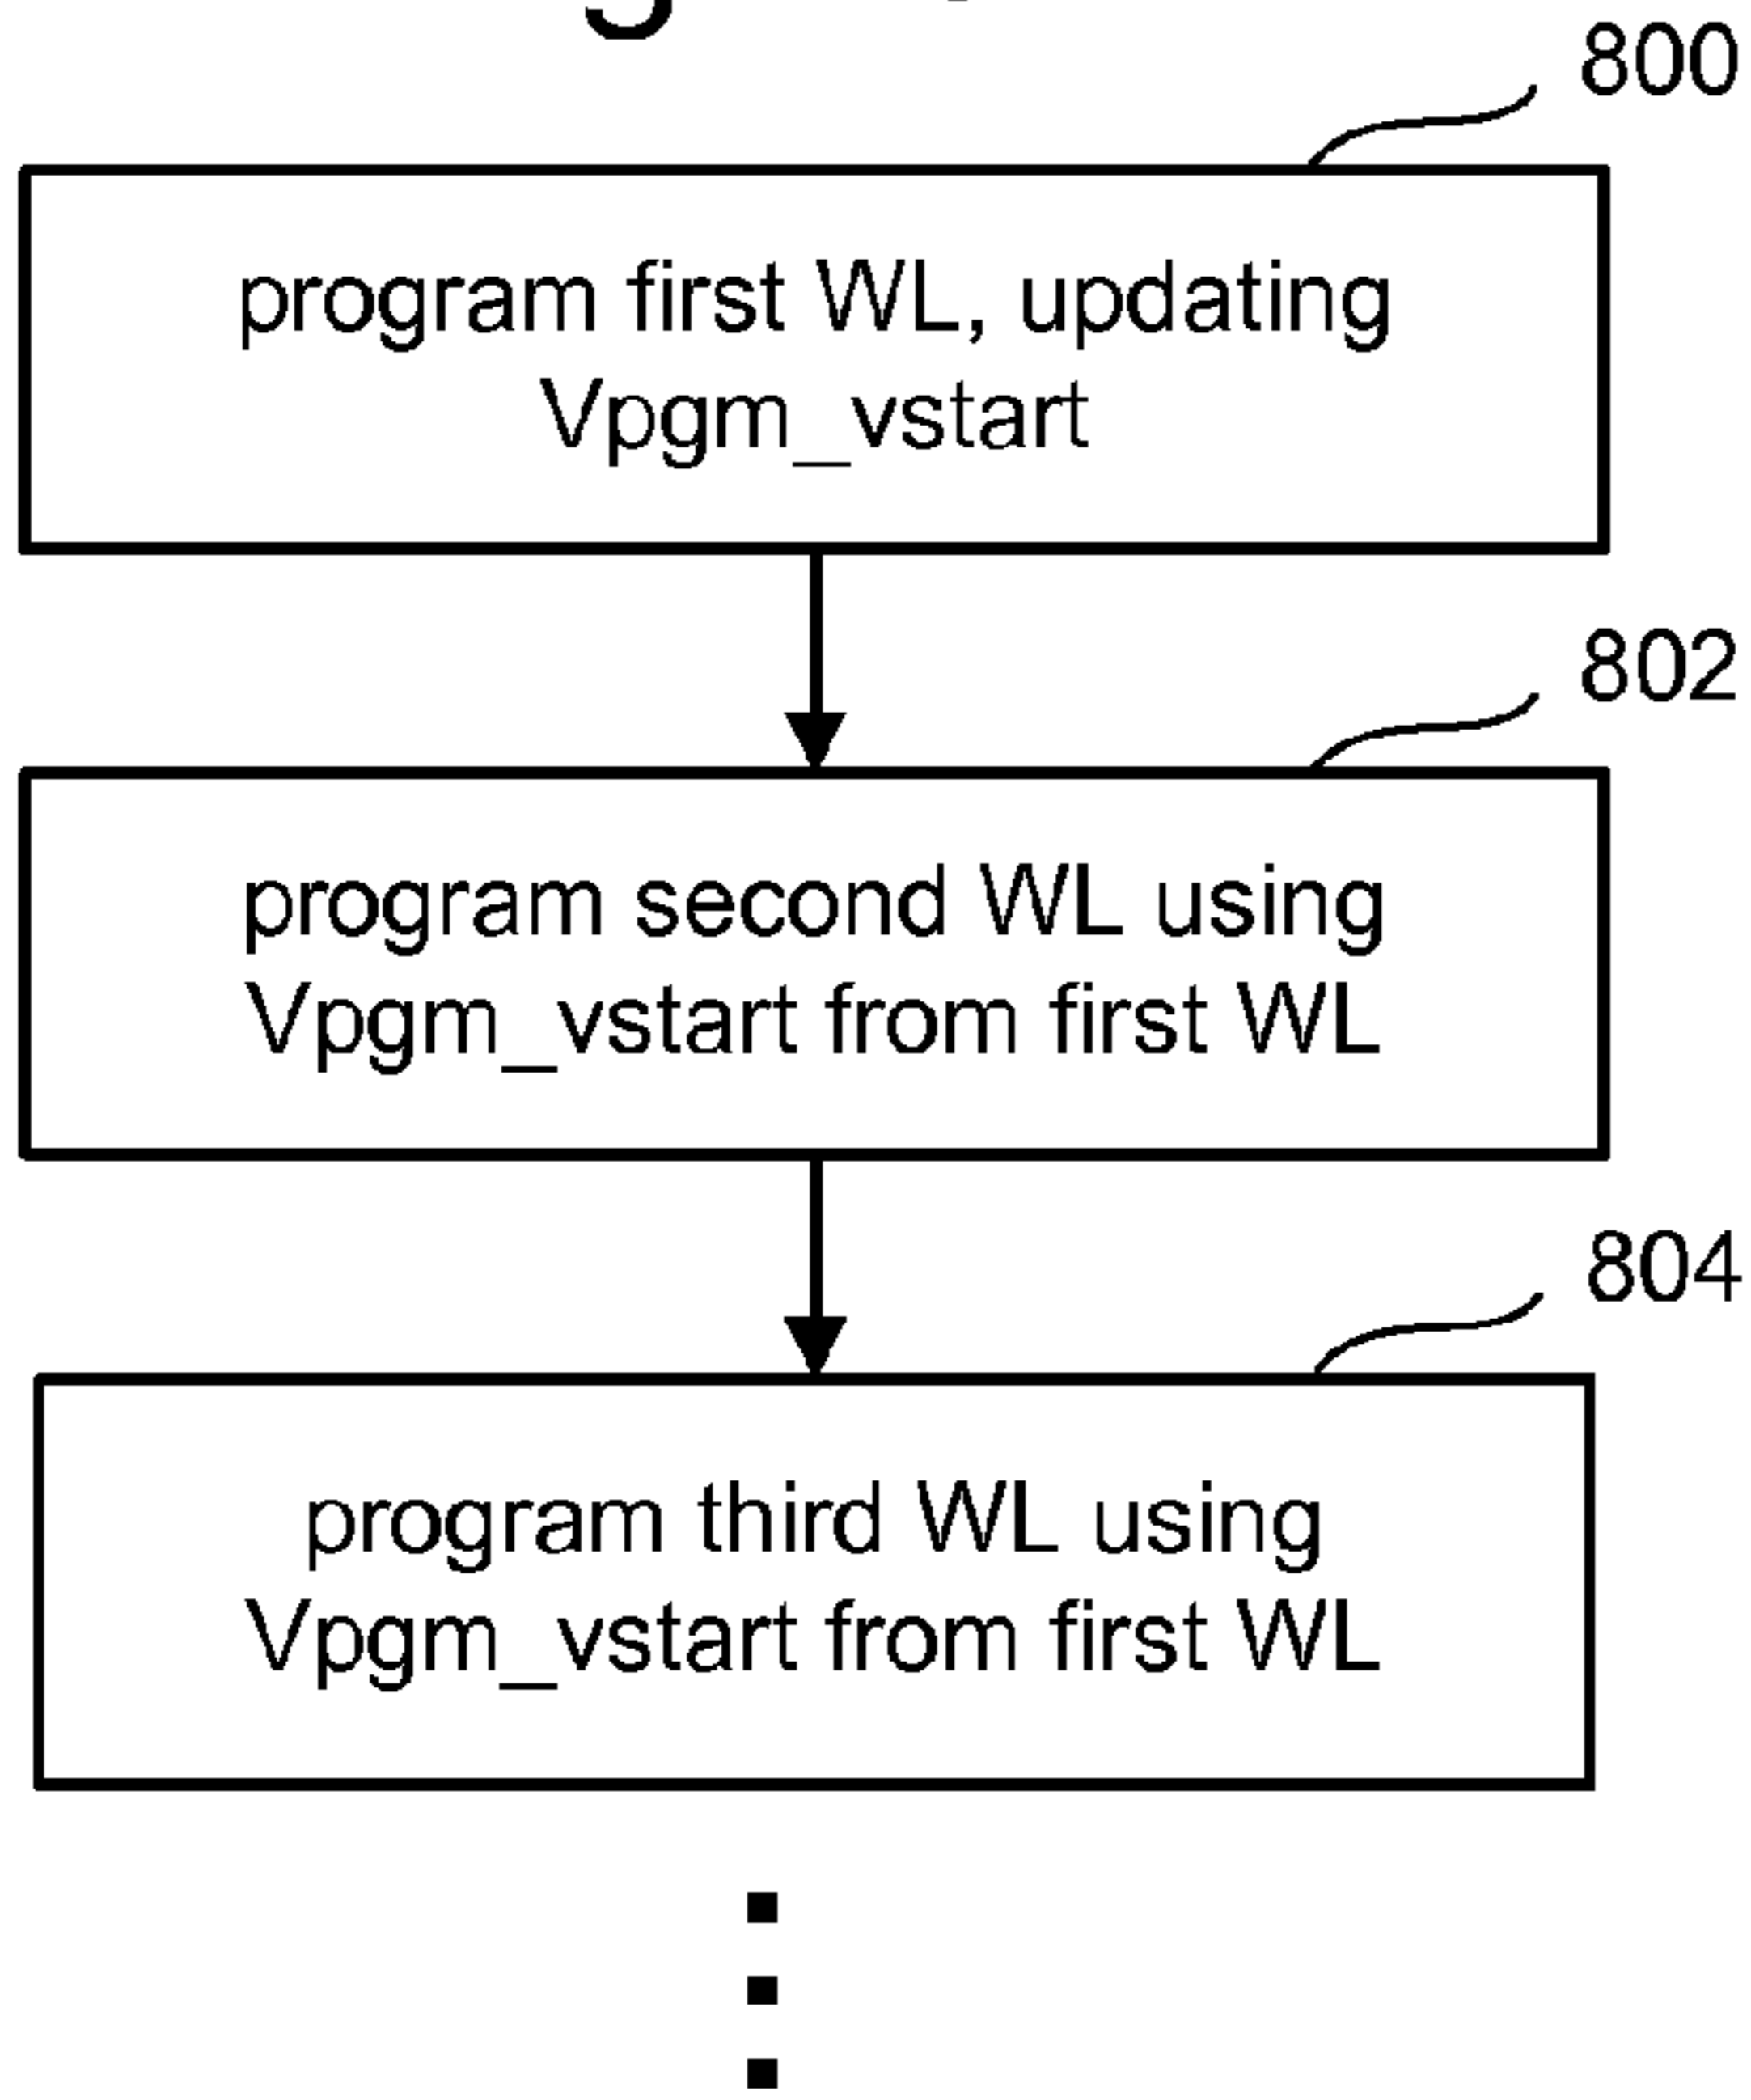 800
program first WL, updating
Vpgm_vstart
802
program second WL using
Vpgm_vstart from first WL
804
program third WL using
Vpgm_vstart from first WL